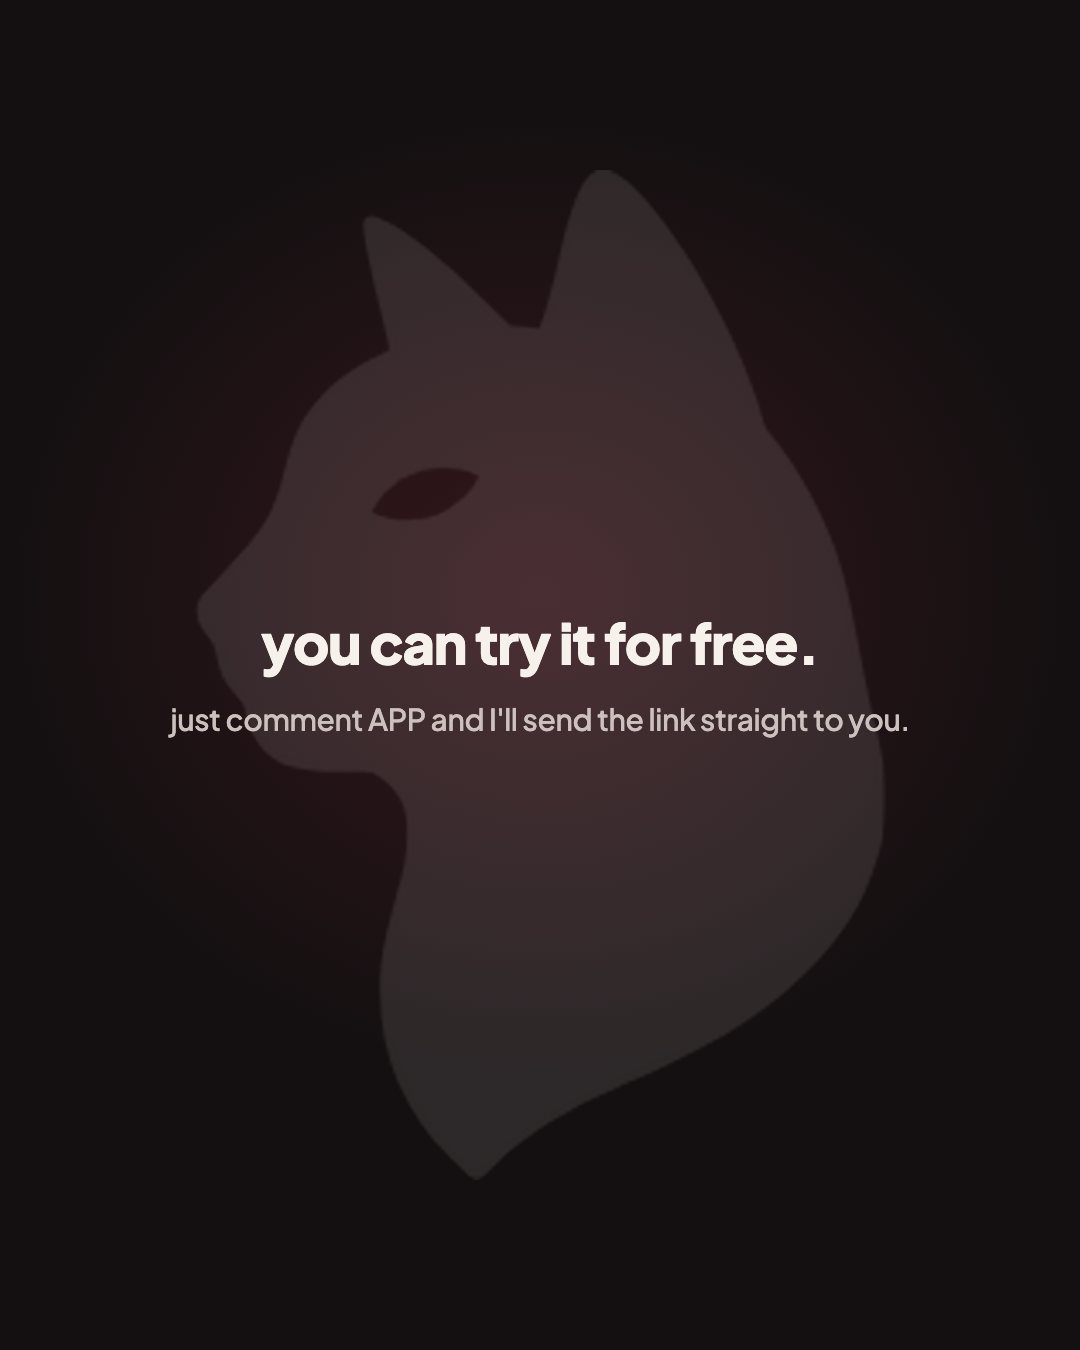 you can try it for free.
just comment APP and I'll send the link straight to you.